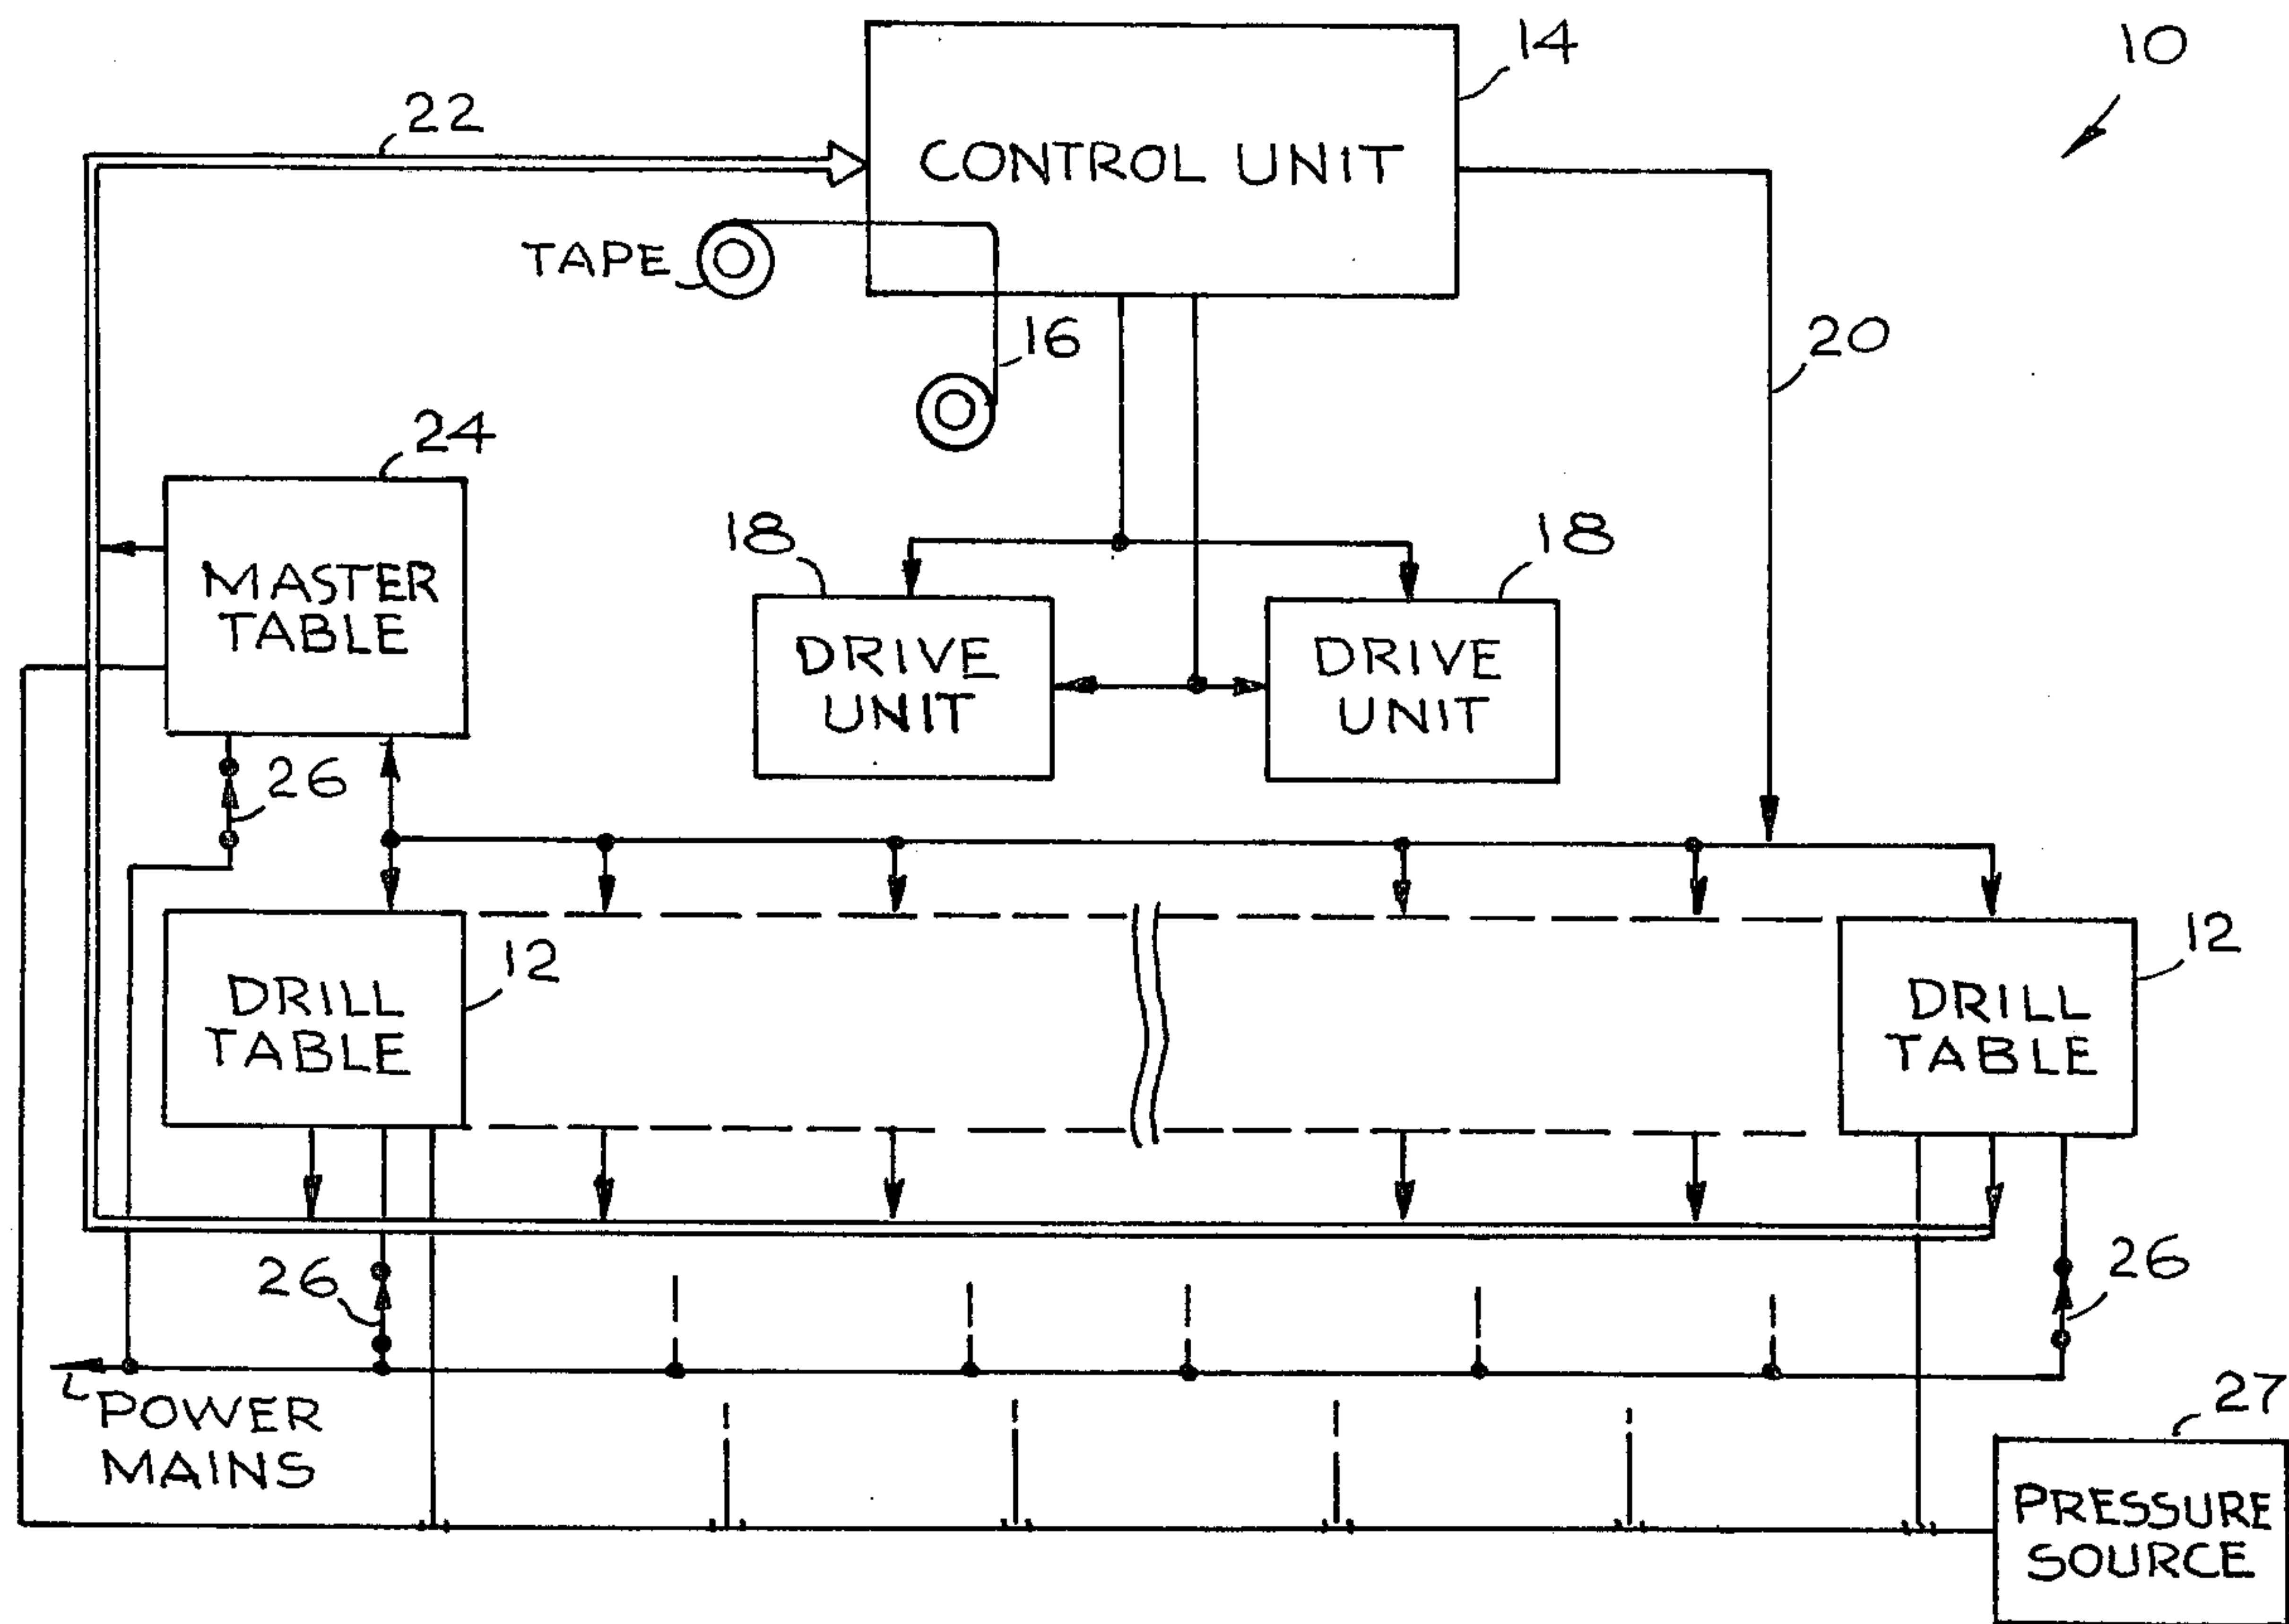 10
14
22
CONTROL UNIT
TAPE
16
20
24
MASTER
TABLE
18
18
DRIVE
UNIT
DRIVE
UNIT
26
12
12
DRILL
TABLE
DRILL
TABLE
26
26
POWER
MAINS
27
PRESSURE
SOURCE